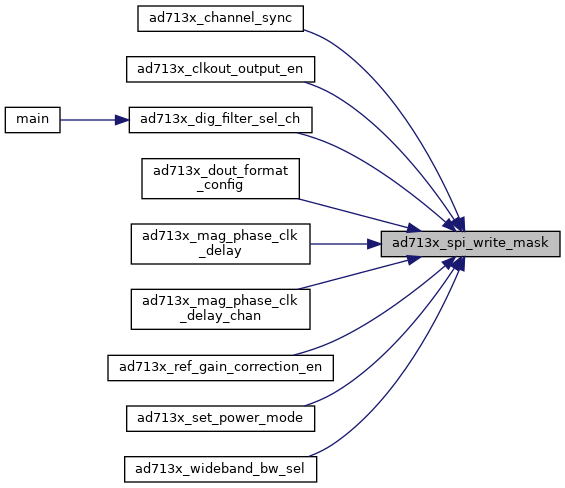 ad713x_channel_sync
ad713x_clkout_output_en
main
ad713x_dig_filter_sel_ch
ad713x_dout_format
_config
ad713x_mag_phase_clk
_delay
ad713x_spi_write_mask
ad713x_mag_phase_clk
_delay_chan
ad713x_ref_gain_correction_en
ad713x_set_power_mode
ad713x_wideband_bw_sel